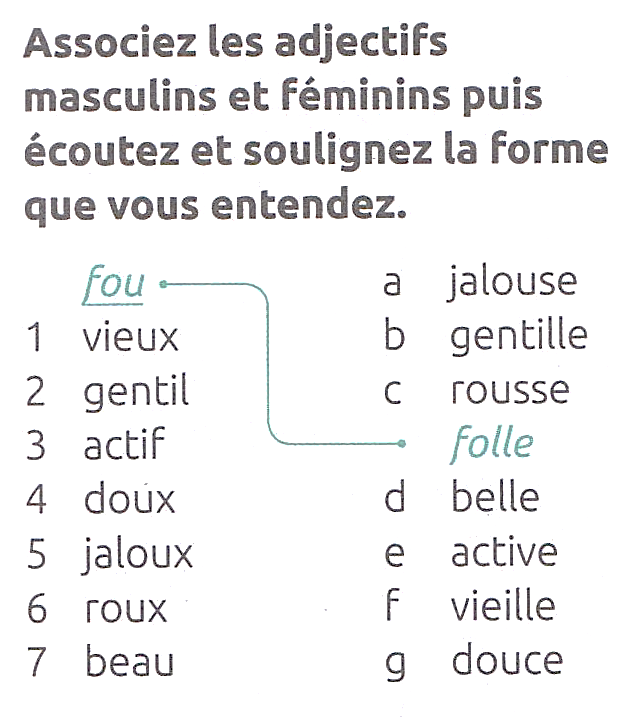 Associez les adjectifs
masculins et féminins puis
écoutez et soulignez la forme
que vous entendez.
fou a jalouse
1 vieux b gentille
2 gentil c rousse
3 actif folle
4 doux d belle
5 jaloux e active
6 roux f vieille
7 beau g douce